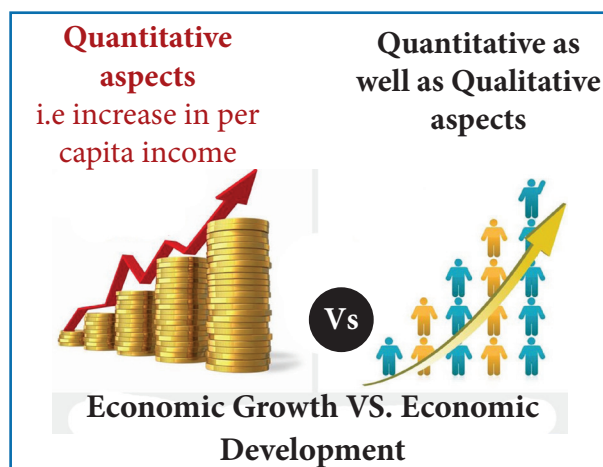 Quantitative
aspects
i.e increase in per
capita income
Quantitative as
well as Qualitative
aspects
Vs
Economic Growth VS. Economic
Development